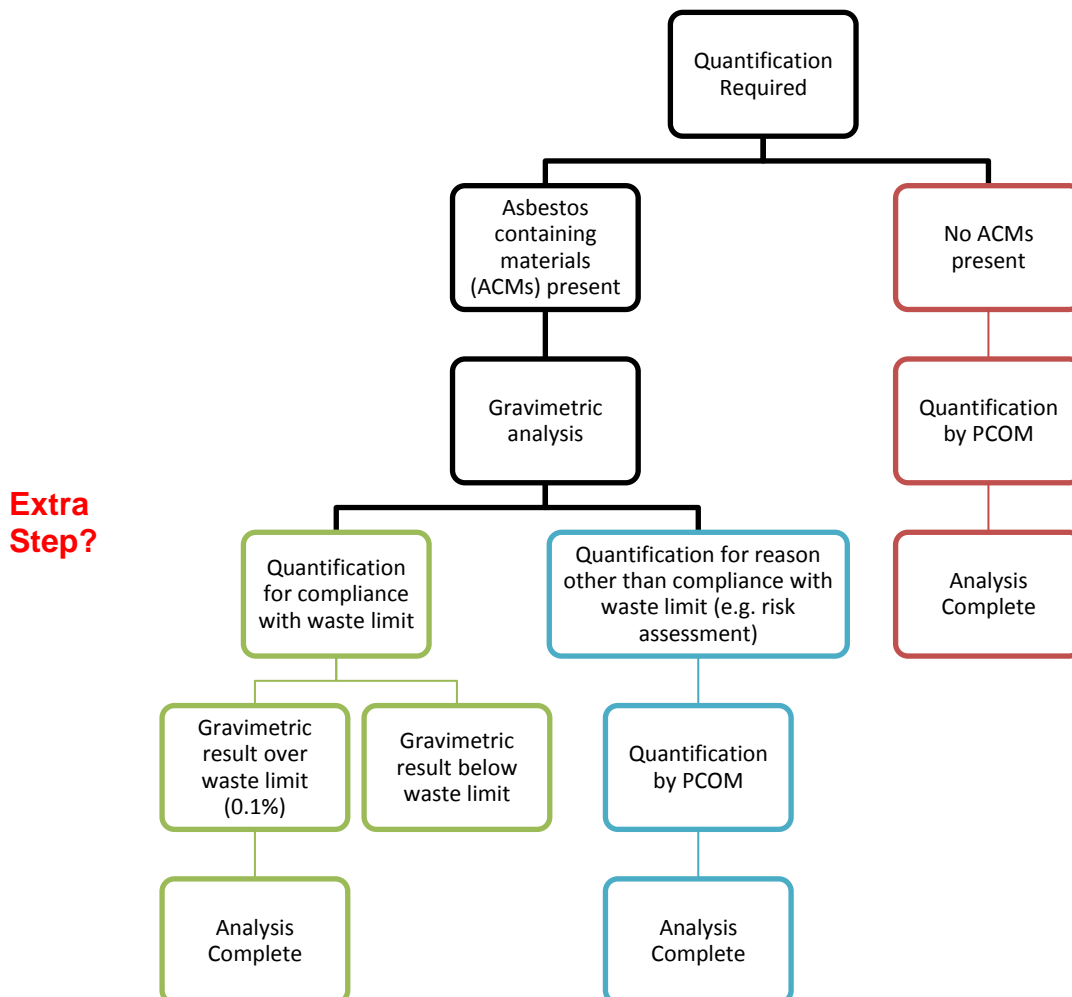 Quantification
Required
Asbestos
containing
materials
(ACMs) present
No ACMs
present
Gravimetric
analysis
Quantification
by PCOM
Extra
Step?
Quantification
for compliance
with waste limit
Quantification for reason
other than compliance with
waste limit (e.g. risk
assessment)
Analysis
Complete
Gravimetric
result over
waste limit
(0.1%)
Gravimetric
result below
waste limit
Quantification
by PCOM
Analysis
Complete
Analysis
Complete